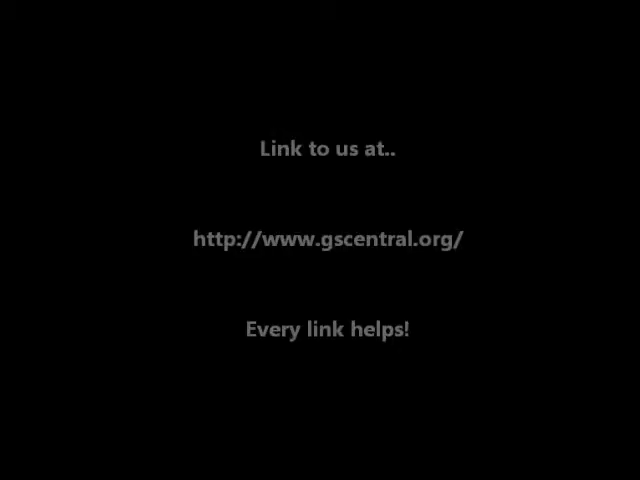 Link to us at..
http://www.gscentral.org/
Every link helps!